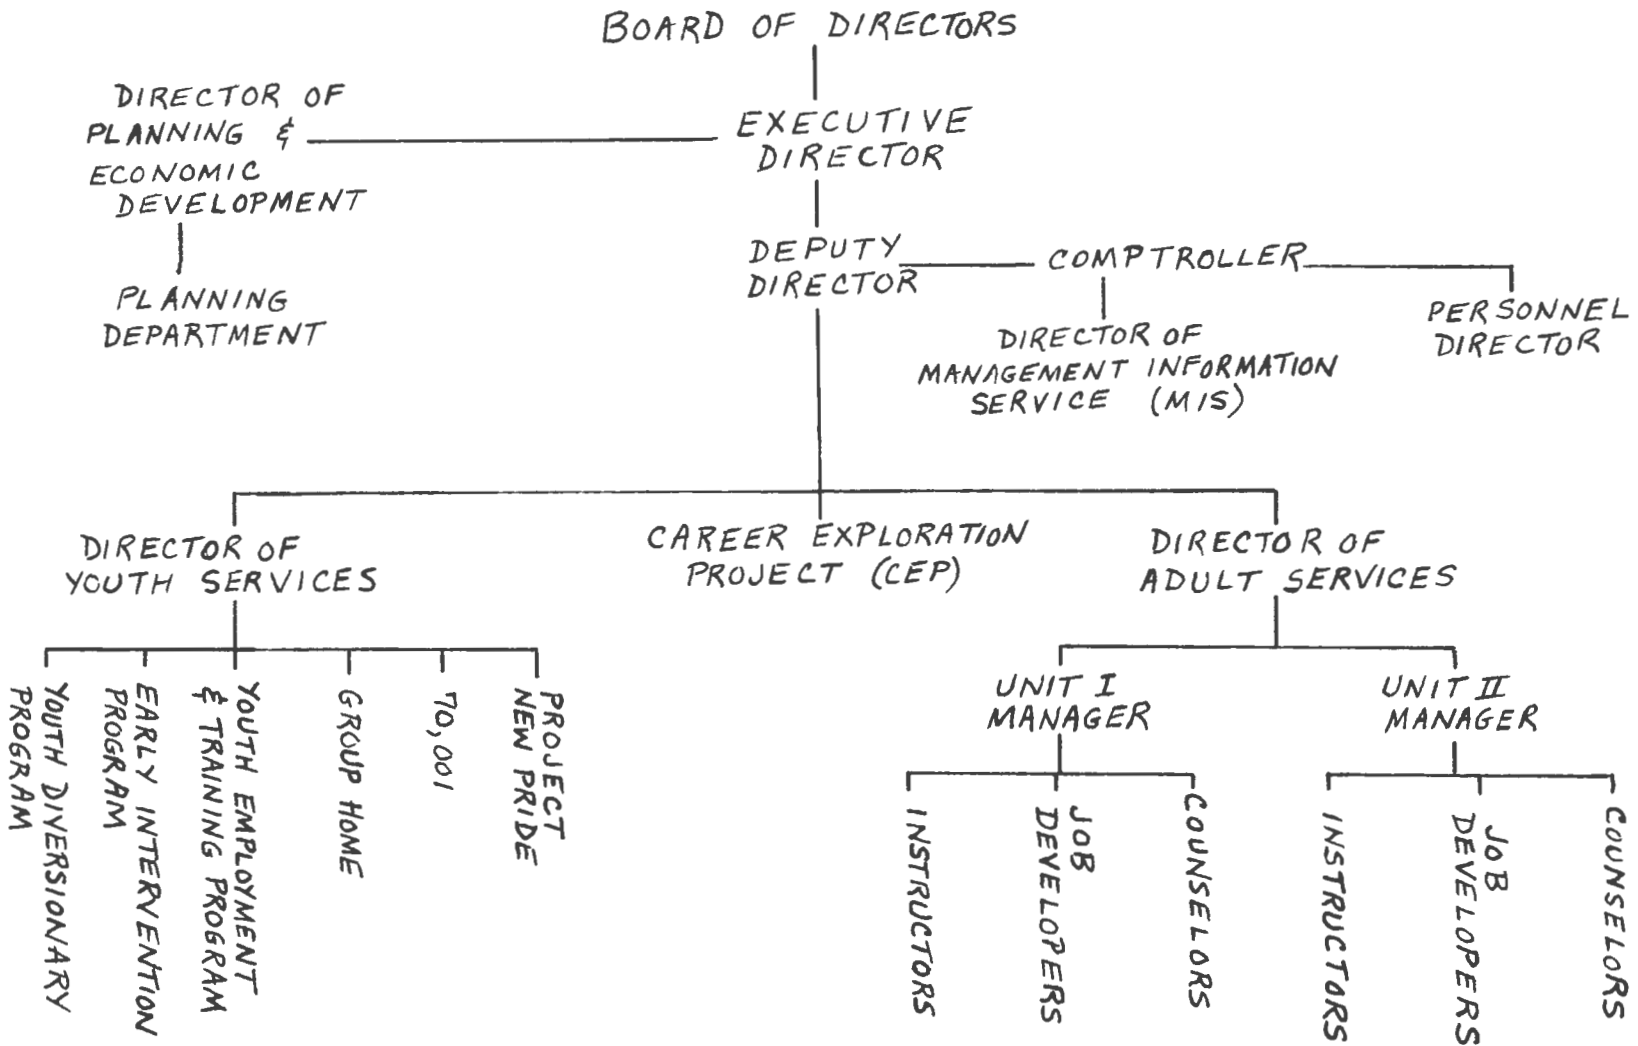 BOARD OF DIRECTORS
DIRECTOR OF
PLANNING &
ECONOMIC
DEVELOPMENT
EXECUTIVE
DIRECTOR
PLANNING
DEPARTMENT
DEPUTY
DIRECTOR
COMPTROLLER
DIRECTOR OF
MANAGEMENT INFORMATION
SERVICE (MIS)
PERSONNEL
DIRECTOR
DIRECTOR OF
YOUTH SERVICES
CAREER EXPLORATION
PROJECT (CEP)
DIRECTOR OF
ADULT SERVICES
YOUTH DIVERSIONARY
PROGRAM
EARLY INTERVENTION
PROGRAM
YOUTH EMPLOYMENT
& TRAINING PROGRAM
GROUP HOME
70,001
PROJECT
NEW PRIDE
UNIT I
MANAGER
UNIT II
MANAGER
INSTRUCTORS
JOB
DEVELOPERS
COUNSELORS
INSTRUCTORS
JOB
DEVELOPERS
COUNSELORS